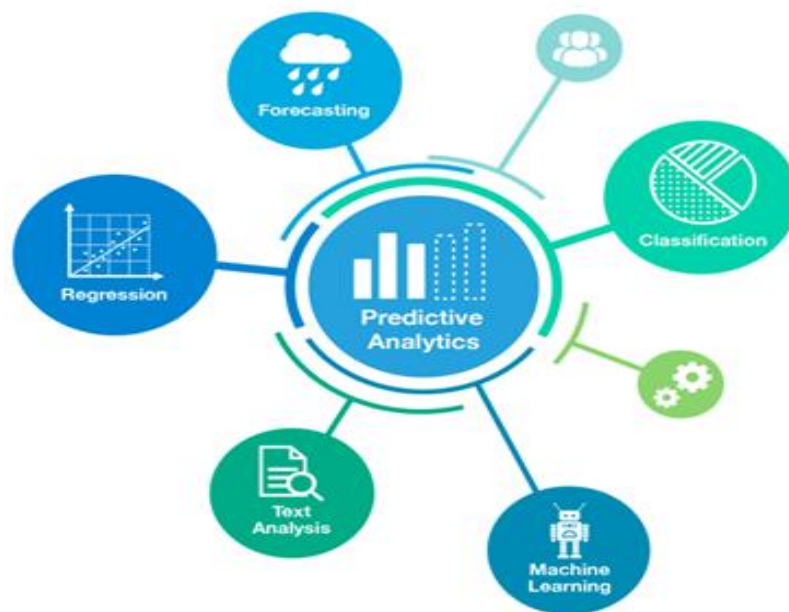 Forecasting
Classification
Regression
Predictive
Analytics
Text
Analysis
Machine
Learning